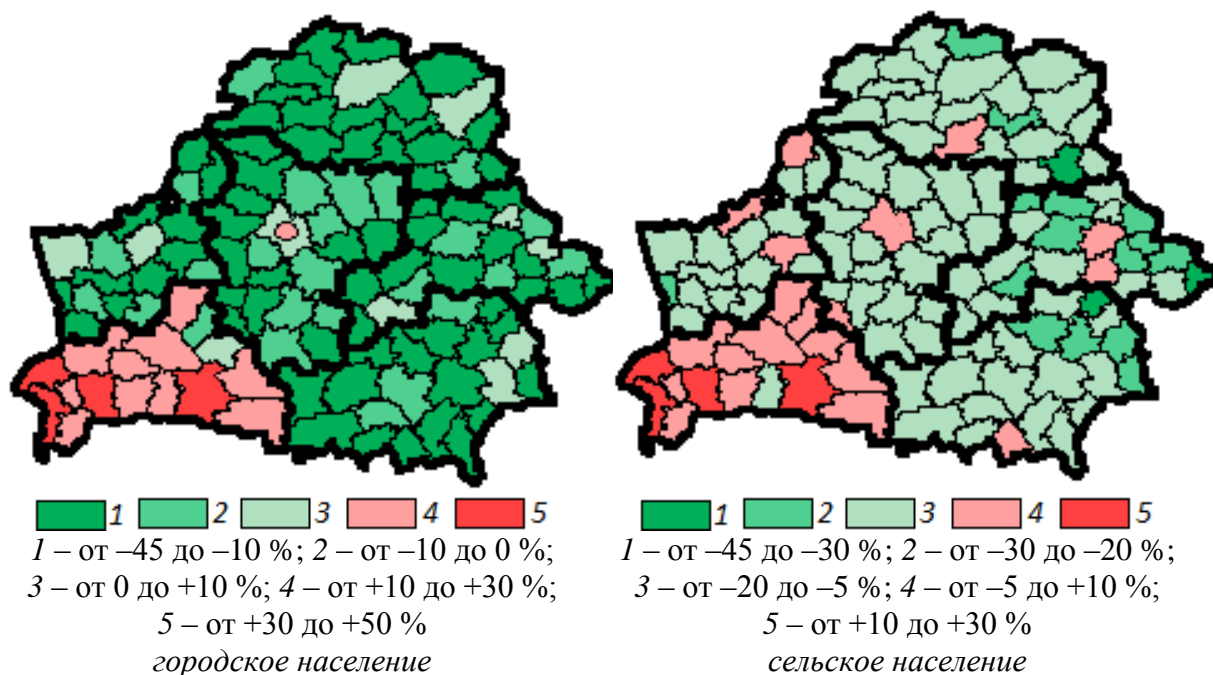 1 2 3 4 5
1 – от –45 до –10 %; 2 – от –10 до 0 %;
3 – от 0 до +10 %; 4 – от +10 до +30 %;
5 – от +30 до +50 %
городское население
1 2 3 4 5
1 – от –45 до –30 %; 2 – от –30 до –20 %;
3 – от –20 до –5 %; 4 – от –5 до +10 %;
5 – от +10 до +30 %
сельское население